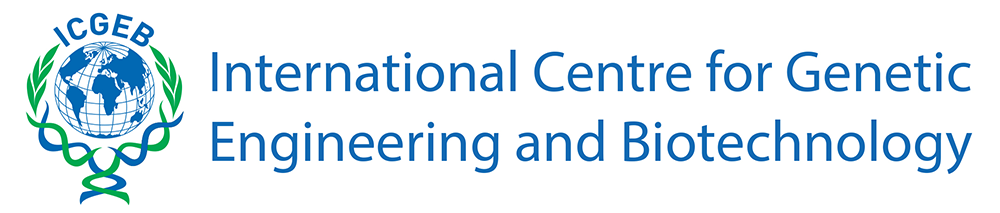 ICGEB
International Centre for Genetic
Engineering and Biotechnology